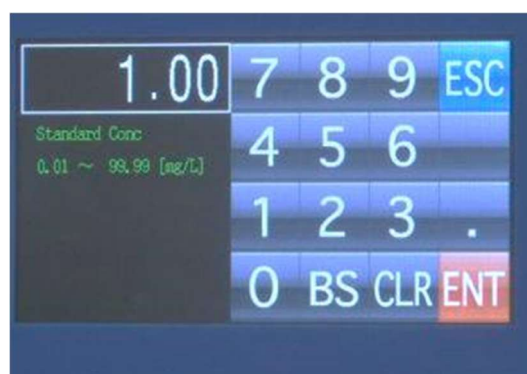 1.00
7 8 9 ESC
Standard Conc
4 5 6
0.01 ~ 99.99 [mg/L]
1 2 3 .
0 BS CLR ENT